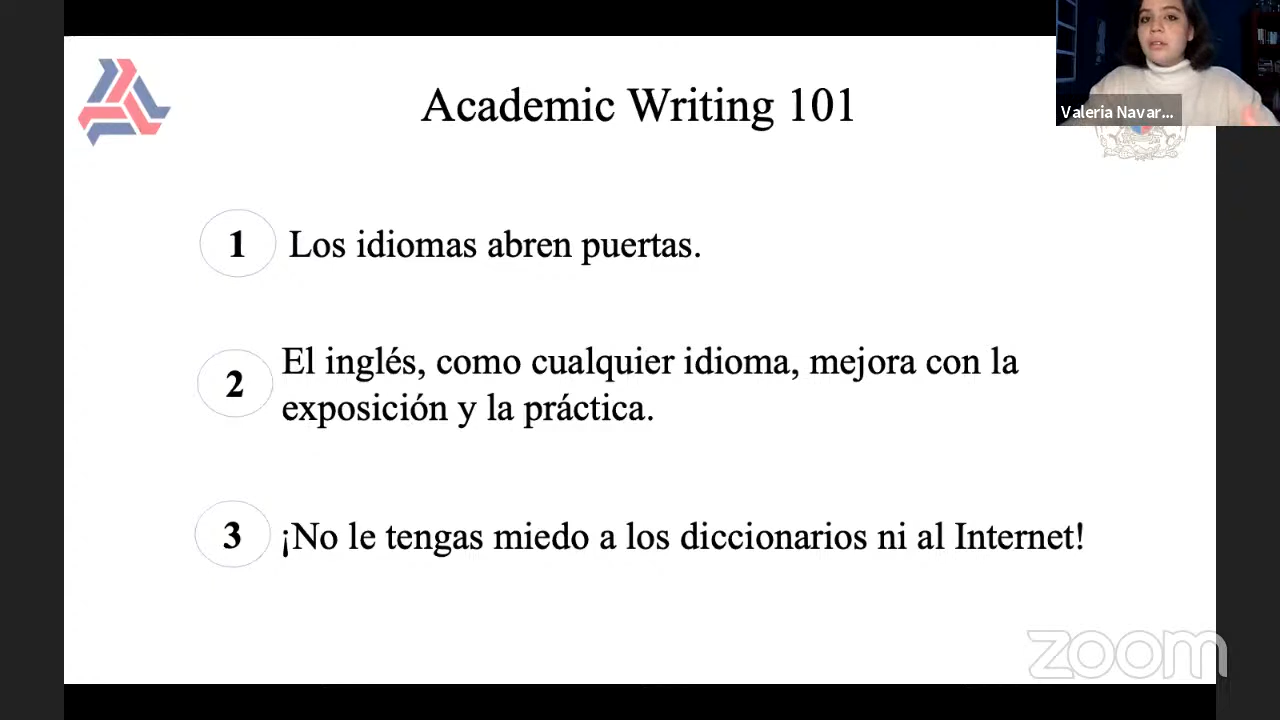 Academic Writing 101
Valeria Navar...
1 Los idiomas abren puertas.
2 El inglés, como cualquier idioma, mejora con la
exposición y la práctica.
3 ¡No le tengas miedo a los diccionarios ni al Internet!
zoom